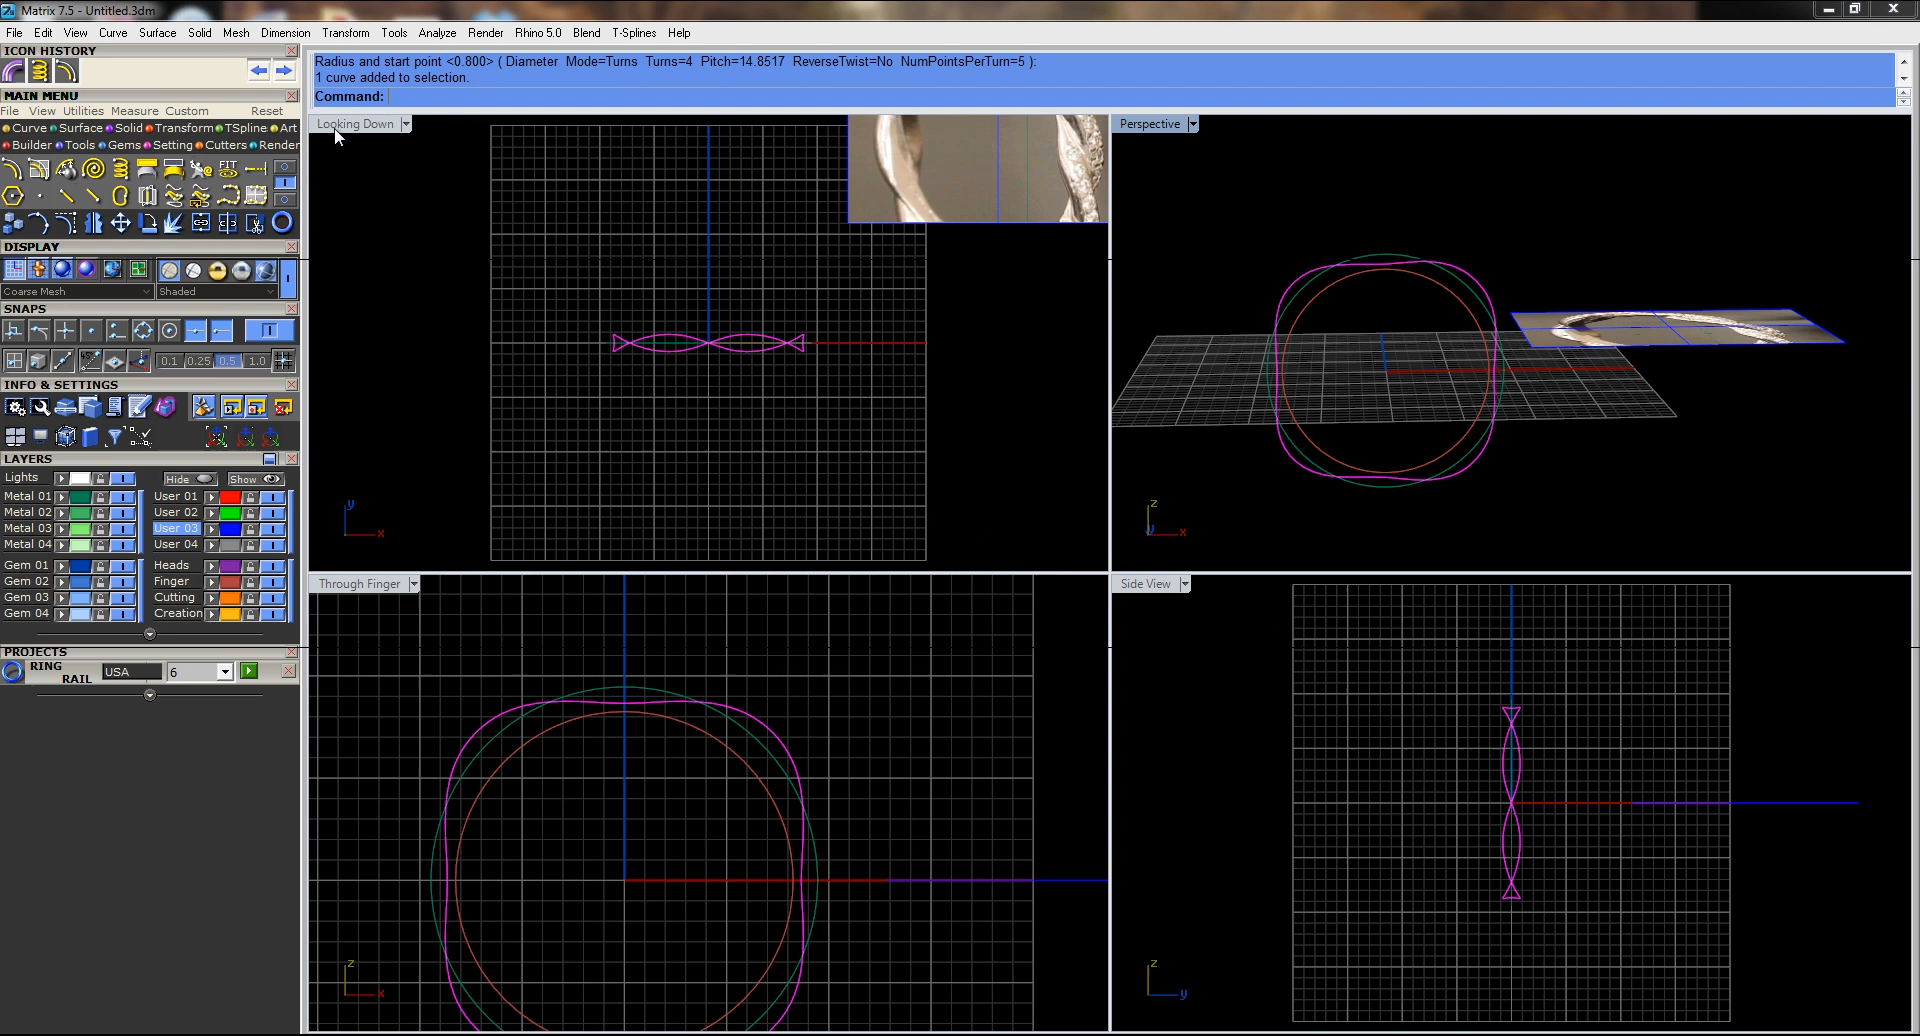 Matrix 7.5 - Untitled.3dm
File Edit View Curve Surface Solid Mesh Dimension Transform Tools Analyze Render Rhino 5.0 Blend T-Splines Help
ICON HISTORY
Radius and start point <0.800> ( Diameter Mode=Turns Turns=4 Pitch=14.8517 ReverseTwist=No NumPointsPerTurn=5 ):
1 curve added to selection.
Command:
MAIN MENU
File View Utilities Measure Custom Reset
Curve Surface Solid Transform TSpline Art
Builder Tools Gems Setting Cutters Render
FIT
DISPLAY
Coarse Mesh Shaded
SNAPS
0.1 0.25 0.5 1.0
INFO & SETTINGS
LAYERS
Lights Hide Show
Metal 01 User 01
Metal 02 User 02
Metal 03 User 03
Metal 04 User 04
Gem 01 Heads
Gem 02 Finger
Gem 03 Cutting
Gem 04 Creation
PROJECTS
RING RAIL USA 6
Looking Down
y
x
Perspective
z
y
x
Through Finger
z
x
Side View
z
y